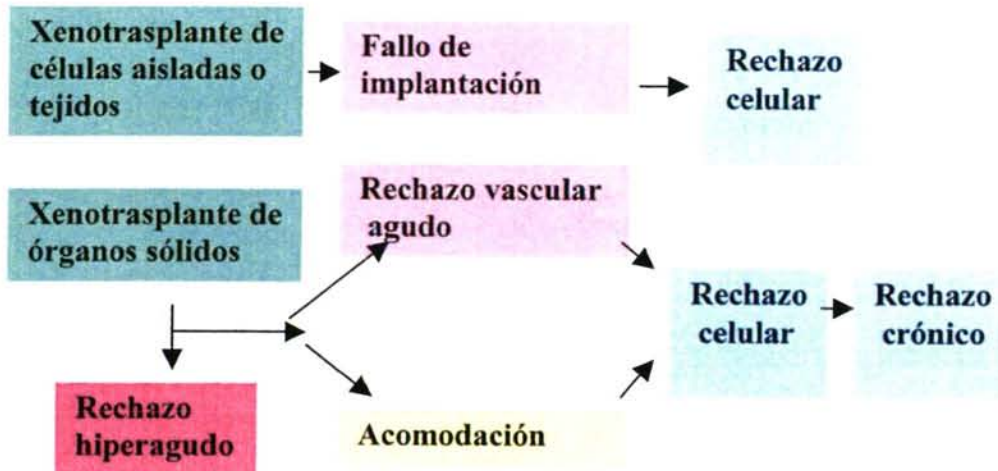 Xenotrasplante de
células aisladas o
tejidos
Fallo de
implantación
Rechazo
celular
Xenotrasplante de
órganos sólidos
Rechazo vascular
agudo
Rechazo
celular
Rechazo
crónico
Rechazo
hiperagudo
Acomodación